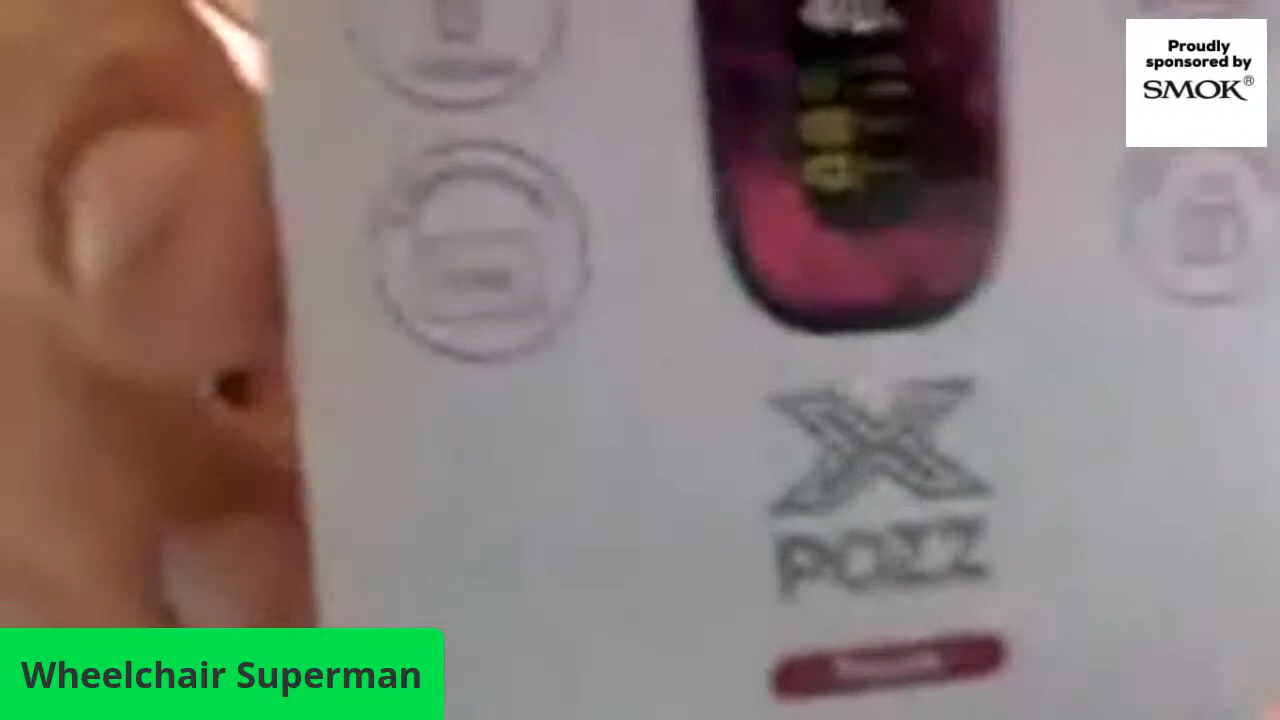 Proudly
sponsored by
SMOK®
X
POZZ
Wheelchair Superman